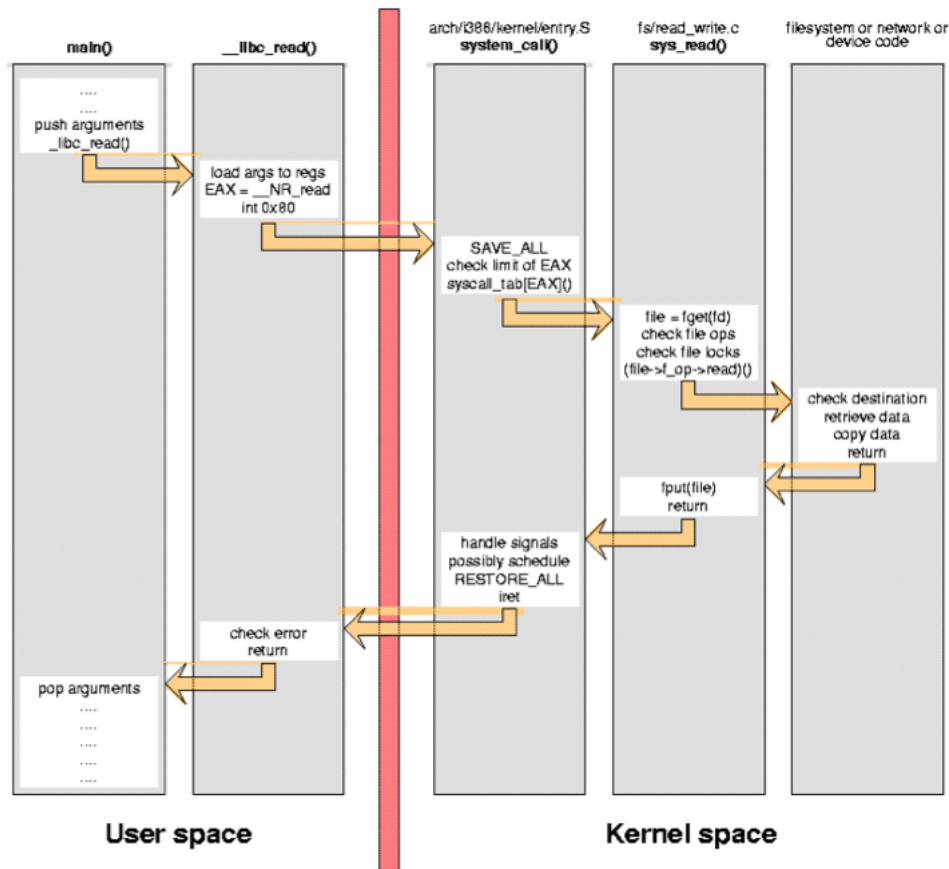 main()
__libc_read()
arch/i386/kernel/entry.S
system_call()
fs/read_write.c
sys_read()
filesystem or network or
device code
....
....
push arguments
_libc_read()
load args to regs
EAX = __NR_read
int 0x80
SAVE_ALL
check limit of EAX
syscall_tab[EAX]()
file = fget(fd)
check file ops
check file locks
(file->f_op->read)()
check destination
retrieve data
copy data
return
fput(file)
return
handle signals
possibly schedule
RESTORE_ALL
iret
check error
return
pop arguments
....
....
....
....
....
User space
Kernel space